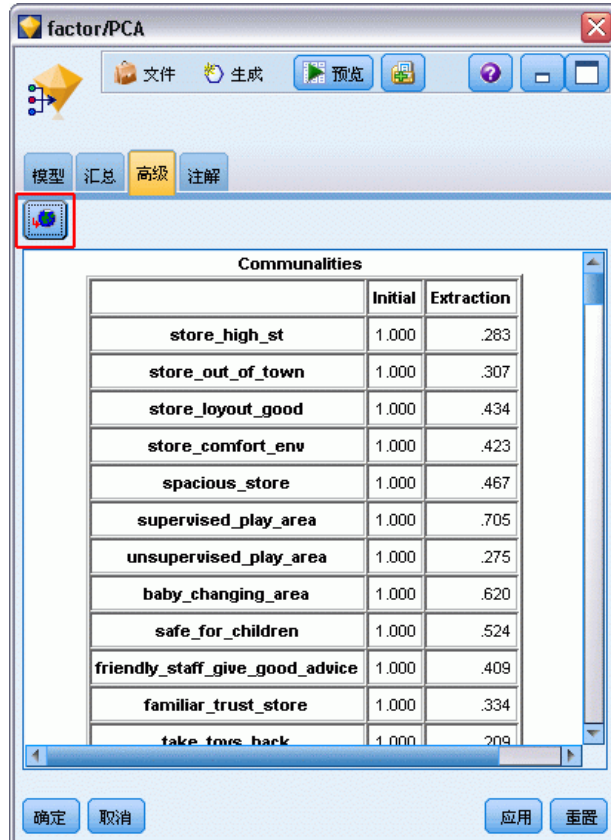 factor/PCA
文件 生成 预览
模型 汇总 高级 注解
Communalities
Initial Extraction
store_high_st 1.000 .283
store_out_of_town 1.000 .307
store_loyout_good 1.000 .434
store_comfort_env 1.000 .423
spacious_store 1.000 .467
supervised_play_area 1.000 .705
unsupervised_play_area 1.000 .275
baby_changing_area 1.000 .620
safe_for_children 1.000 .524
friendly_staff_give_good_advice 1.000 .409
familiar_trust_store 1.000 .334
take_toys_back 1.000 .209
确定 取消 应用 重置